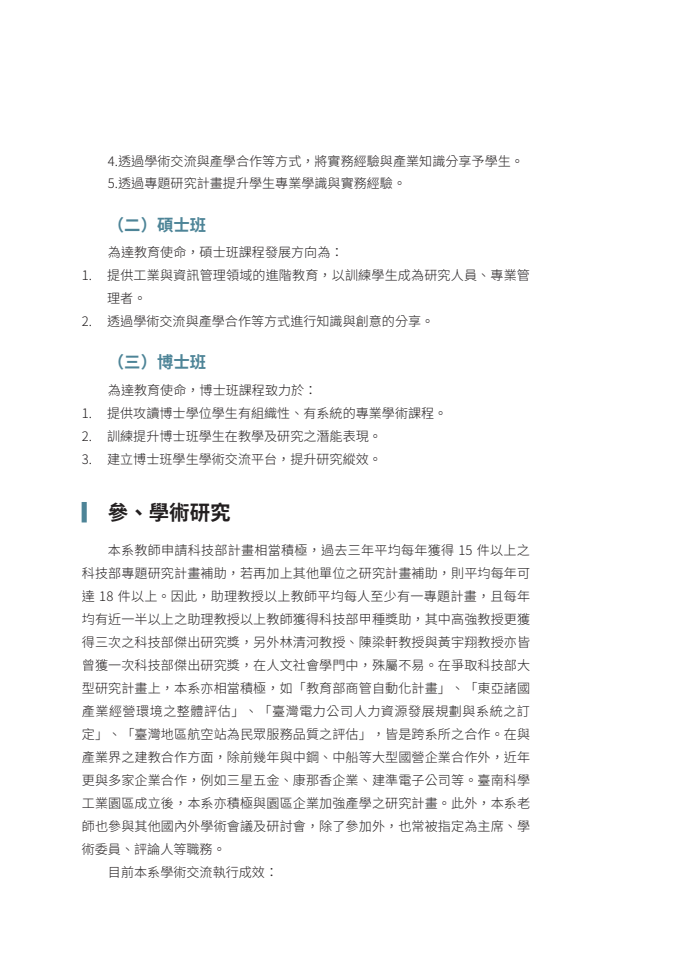 4.透過學術交流與產學合作等方式，將實務經驗與產業知識分享予學生。
5.透過專題研究計畫提升學生專業學識與實務經驗。
（二）碩士班
為達教育使命，碩士班課程發展方向為：
1. 提供工業與資訊管理領域的進階教育，以訓練學生成為研究人員、專業管
理者。
2. 透過學術交流與產學合作等方式進行知識與創意的分享。
（三）博士班
為達教育使命，博士班課程致力於：
1. 提供攻讀博士學位學生有組織性、有系統的專業學術課程。
2. 訓練提升博士班學生在教學及研究之潛能表現。
3. 建立博士班學生學術交流平台，提升研究縱效。
參、學術研究
本系教師申請科技部計畫相當積極，過去三年平均每年獲得 15 件以上之
科技部專題研究計畫補助，若再加上其他單位之研究計畫補助，則平均每年可
達 18 件以上。因此，助理教授以上教師平均每人至少有一專題計畫，且每年
均有近一半以上之助理教授以上教師獲得科技部甲種獎助，其中高強教授更獲
得三次之科技部傑出研究獎，另外林清河教授、陳梁軒教授與黃宇翔教授亦皆
曾獲一次科技部傑出研究獎，在人文社會學門中，殊屬不易。在爭取科技部大
型研究計畫上，本系亦相當積極，如「教育部商管自動化計畫」、「東亞諸國
產業經營環境之整體評估」、「臺灣電力公司人力資源發展規劃與系統之訂
定」、「臺灣地區航空站為民眾服務品質之評估」，皆是跨系所之合作。在與
產業界之建教合作方面，除前幾年與中鋼、中船等大型國營企業合作外，近年
更與多家企業合作，例如三星五金、康那香企業、建準電子公司等。臺南科學
工業園區成立後，本系亦積極與園區企業加強產學之研究計畫。此外，本系老
師也參與其他國內外學術會議及研討會，除了參加外，也常被指定為主席、學
術委員、評論人等職務。
目前本系學術交流執行成效：